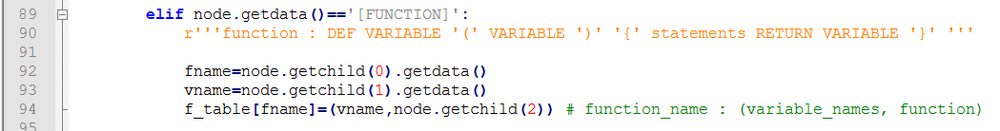 89 elif node.getdata()=='[FUNCTION]':
90 r'''function : DEF VARIABLE '(' VARIABLE ')' '{' statements RETURN VARIABLE '}' '''
91
92 fname=node.getchild(0).getdata()
93 vname=node.getchild(1).getdata()
94 f_table[fname]=(vname,node.getchild(2)) # function_name : (variable_names, function)
95